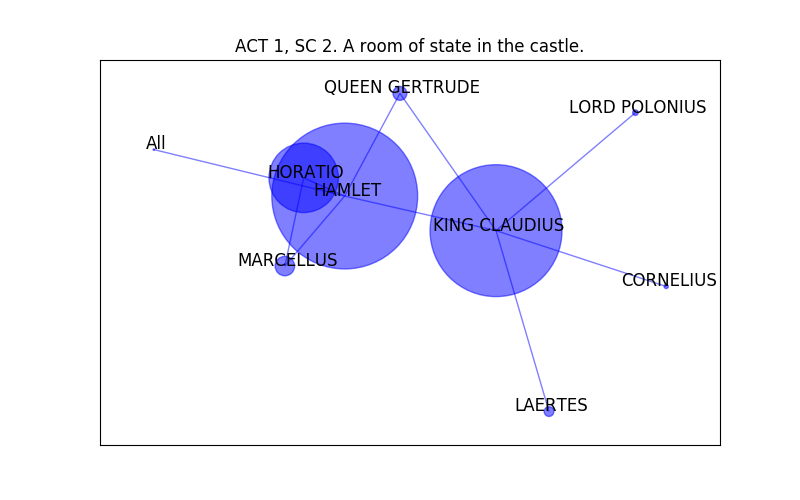 ACT 1, SC 2. A room of state in the castle.
QUEEN GERTRUDE
LORD POLONIUS
All
HORATIO
HAMLET
KING CLAUDIUS
MARCELLUS
CORNELIUS
LAERTES